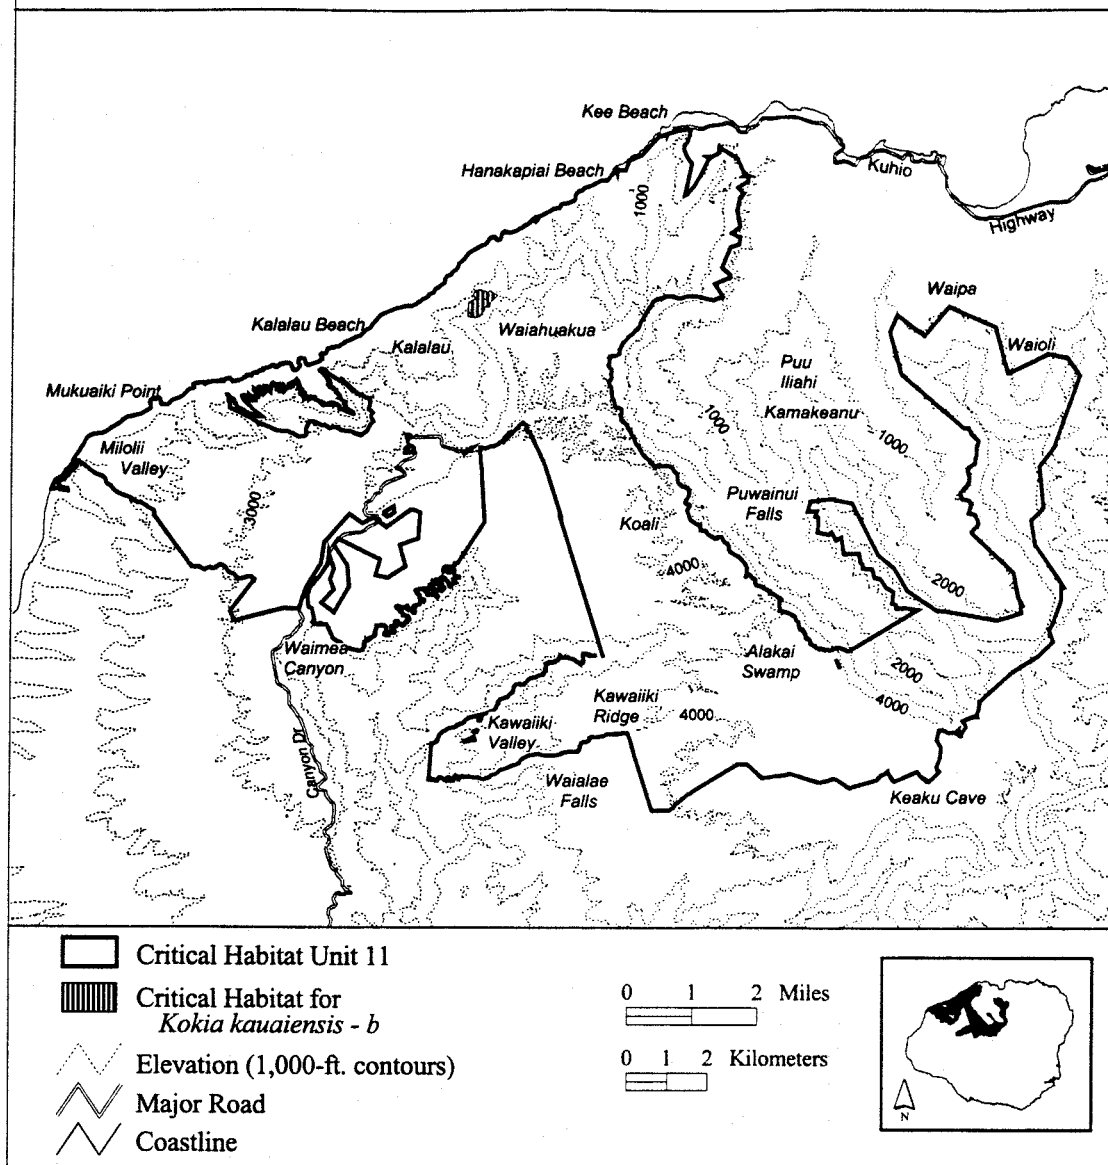 Kee Beach
Hanakapiai Beach
1000
Kuhio
Highway
Waipa
Kalalau Beach
Waiahuakua
Kalalau
Waioli
Mukuaiki Point
Puu
Iliahi
Kamakeanu
1000
1000
Milolii
Valley
3000
Puwainui
Falls
Koali
4000
2000
Waimea
Canyon
Alakai
Swamp
2000
4000
Kawaiiki
Ridge
4000
Kawaiiki
Valley
Canyon Dr
Waialae
Falls
Keaku Cave
Critical Habitat Unit 11
Critical Habitat for
Kokia kauaiensis - b
Elevation (1,000-ft. contours)
Major Road
Coastline
0 1 2 Miles
0 1 2 Kilometers
N